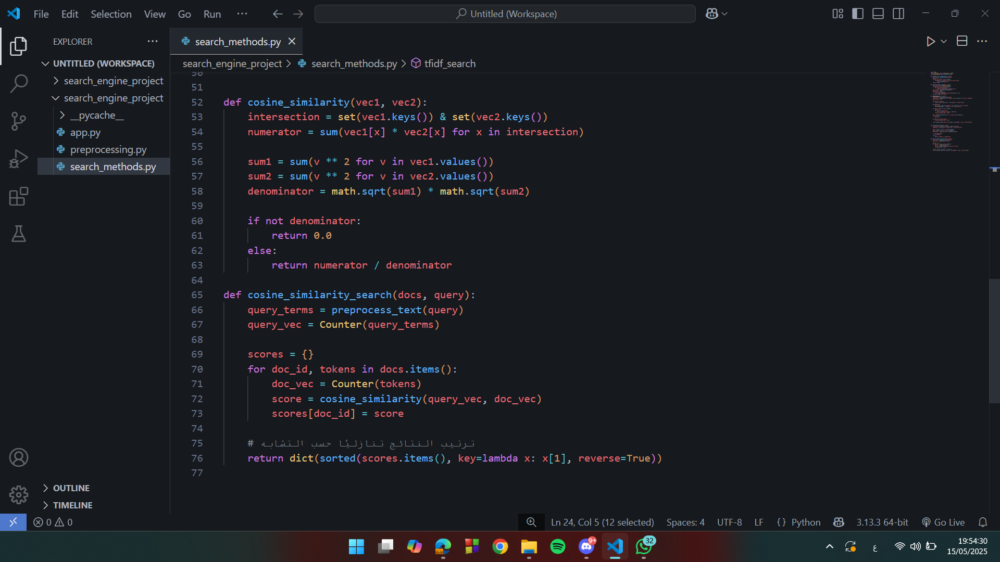 File Edit Selection View Go Run ··· Untitled (Workspace)
EXPLORER
UNTITLED (WORKSPACE)
search_engine_project
search_engine_project
__pycache__
app.py
preprocessing.py
search_methods.py
OUTLINE
TIMELINE
search_methods.py
search_engine_project > search_methods.py > tfidf_search
50
51
52 def cosine_similarity(vec1, vec2):
53 intersection = set(vec1.keys()) & set(vec2.keys())
54 numerator = sum(vec1[x] * vec2[x] for x in intersection)
55
56 sum1 = sum(v ** 2 for v in vec1.values())
57 sum2 = sum(v ** 2 for v in vec2.values())
58 denominator = math.sqrt(sum1) * math.sqrt(sum2)
59
60 if not denominator:
61 return 0.0
62 else:
63 return numerator / denominator
64
65 def cosine_similarity_search(docs, query):
66 query_terms = preprocess_text(query)
67 query_vec = Counter(query_terms)
68
69 scores = {}
70 for doc_id, tokens in docs.items():
71 doc_vec = Counter(tokens)
72 score = cosine_similarity(query_vec, doc_vec)
73 scores[doc_id] = score
74
75 # ترتيب النتائج تنازليًا حسب التشابه
76 return dict(sorted(scores.items(), key=lambda x: x[1], reverse=True))
77
0 0 Ln 24, Col 5 (12 selected) Spaces: 4 UTF-8 LF {} Python 3.13.3 64-bit Go Live
9+ 32 ع 19:54:30
15/05/2025